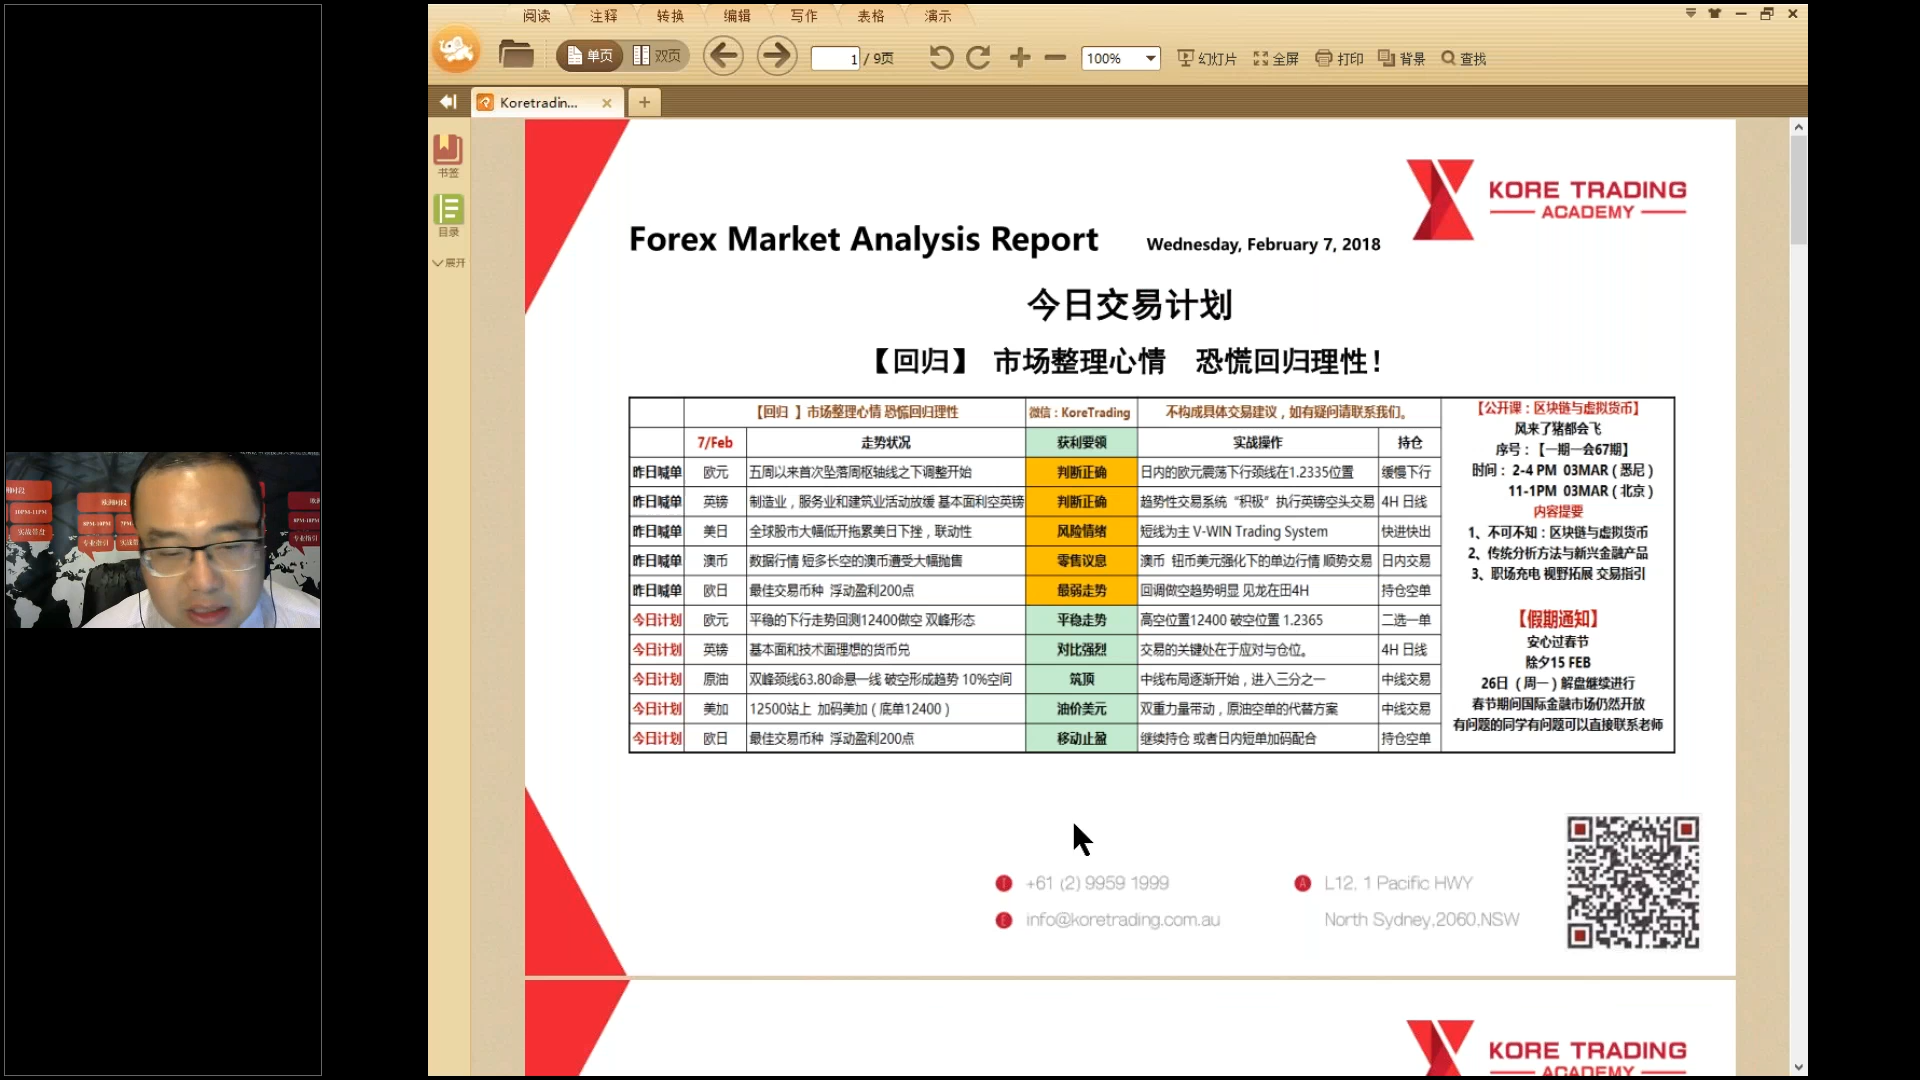 阅读 注释 转换 编辑 写作 表格 演示
单页 双页 1 / 9页 100% 幻灯片 全屏 打印 背景 查找
Koretradin...
书签
目录
展开
KORE TRADING
ACADEMY
Forex Market Analysis Report Wednesday, February 7, 2018
今日交易计划
【回归】 市场整理心情 恐慌回归理性！
【回归 】市场整理心情 恐慌回归理性 微信：KoreTrading 不构成具体交易建议，如有疑问请联系我们。
7/Feb 走势状况 获利要领 实战操作 持仓
昨日喊单 欧元 五周以来首次坠落周枢轴线之下调整开始 判断正确 日内的欧元震荡下行颈线在1.2335位置 缓慢下行
昨日喊单 英镑 制造业，服务业和建筑业活动放缓 基本面利空英镑 判断正确 趋势性交易系统“积极”执行英镑空头交易 4H 日线
昨日喊单 美日 全球股市大幅低开拖累美日下挫，联动性 风险情绪 短线为主 V-WIN Trading System 快进快出
昨日喊单 澳币 数据行情 短多长空的澳币遭受大幅抛售 零售议息 澳币 钮币美元强化下的单边行情 顺势交易 日内交易
昨日喊单 欧日 最佳交易币种 浮动盈利200点 最弱走势 回调做空趋势明显 见龙在田4H 持仓空单
今日计划 欧元 平稳的下行走势回测12400做空 双峰形态 平稳走势 高空位置12400 破空位置 1.2365 二选一单
今日计划 英镑 基本面和技术面理想的货币兑 对比强烈 交易的关键处在于应对与仓位。 4H 日线
今日计划 原油 双峰颈线63.80命悬一线 破空形成趋势 10%空间 筑顶 中线布局逐渐开始，进入三分之一 中线交易
今日计划 美加 12500站上 加码美加（底单12400） 油价美元 双重力量带动，原油空单的代替方案 中线交易
今日计划 欧日 最佳交易币种 浮动盈利200点 移动止盈 继续持仓 或者日内短单加码配合 持仓空单
【公开课：区块链与虚拟货币】
风来了猪都会飞
序号：【一期一会67期】
时间： 2-4 PM 03MAR（悉尼）
11-1PM 03MAR（北京）
内容提要
1、不可不知：区块链与虚拟货币
2、传统分析方法与新兴金融产品
3、职场充电 视野拓展 交易指引
【假期通知】
安心过春节
除夕15 FEB
26日（周一）解盘继续进行
春节期间国际金融市场仍然开放
有问题的同学有问题可以直接联系老师
+61 (2) 9959 1999
info@koretrading.com.au
L12, 1 Pacific HWY
North Sydney,2060,NSW
KORE TRADING
ACADEMY